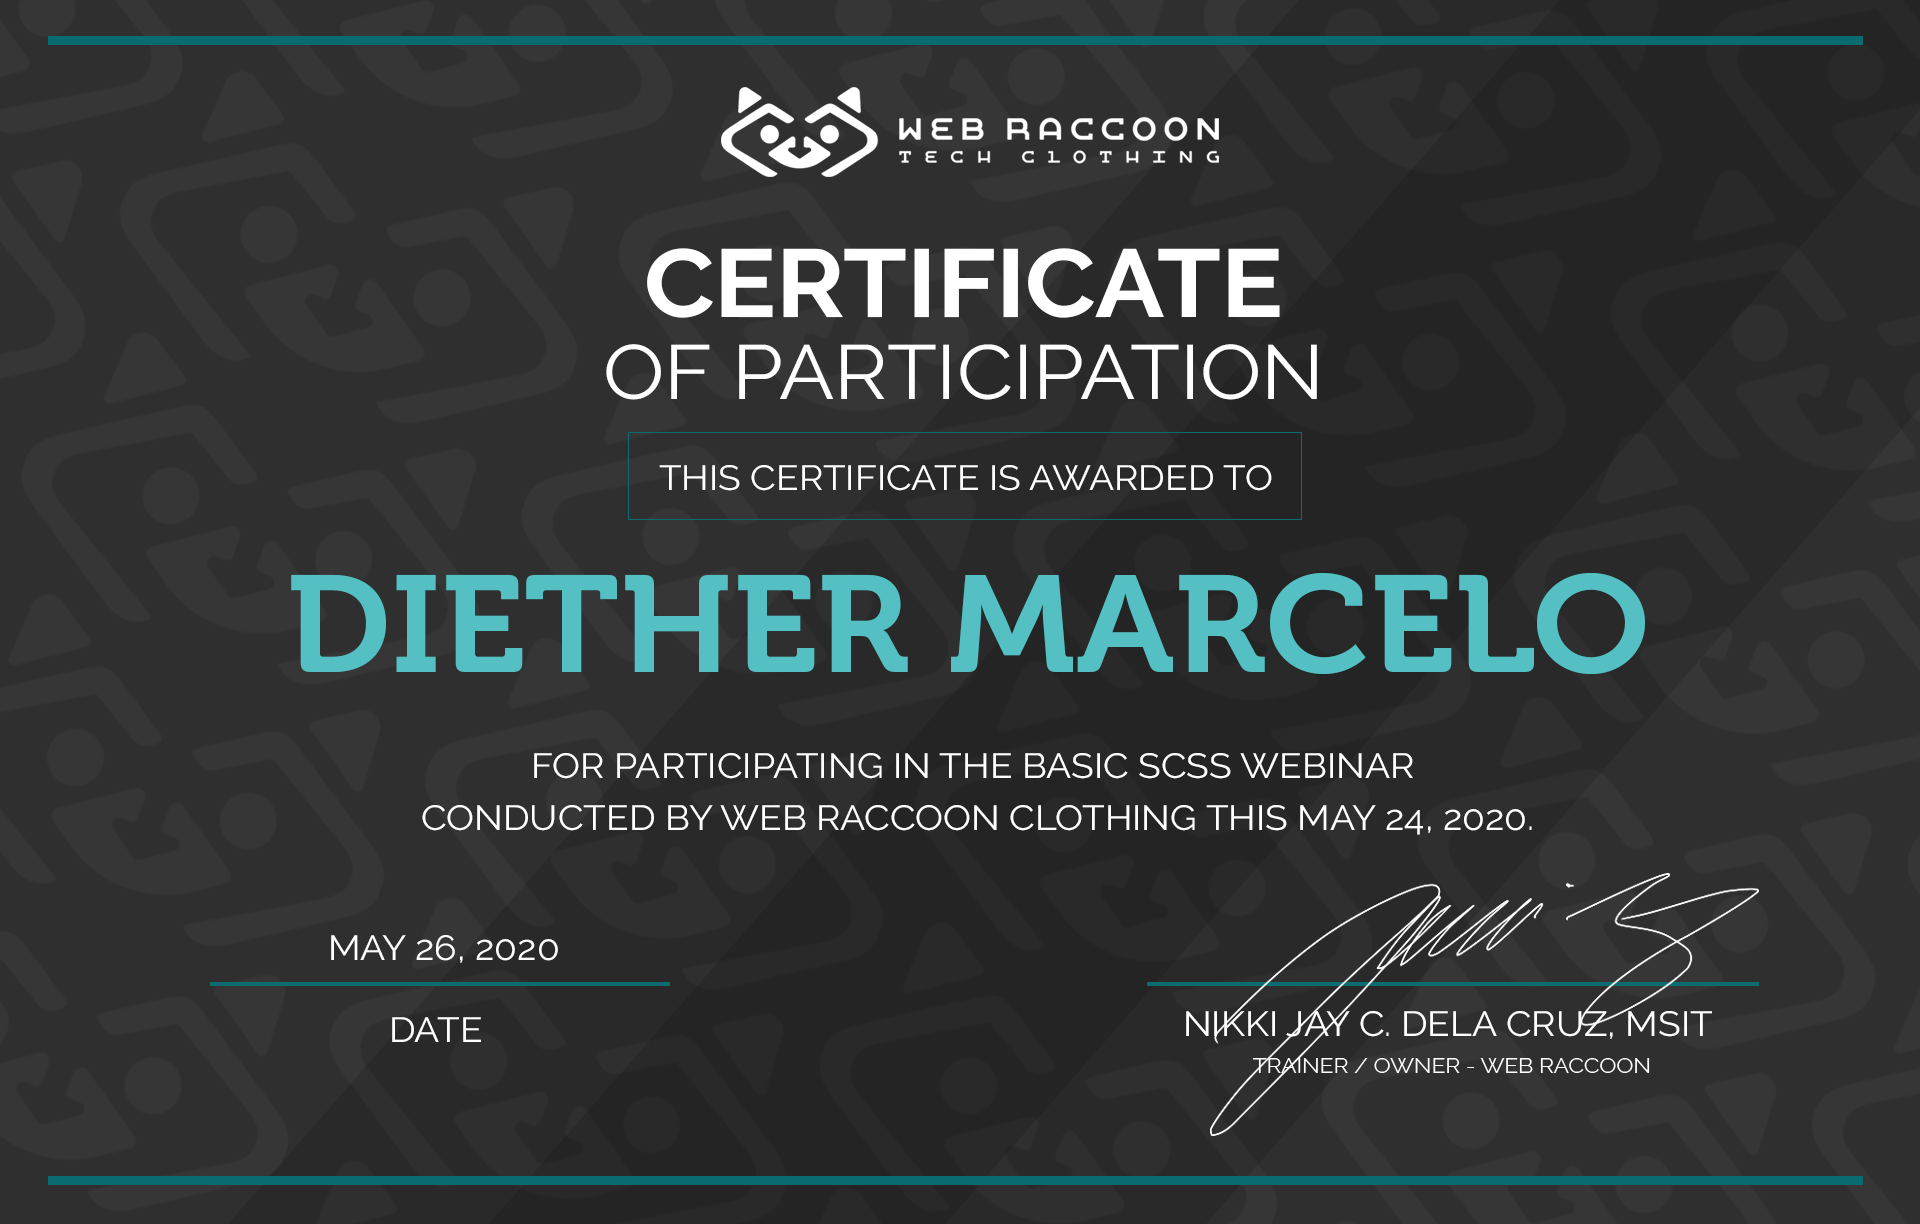 WEB RACCOON
TECH CLOTHING
CERTIFICATE
OF PARTICIPATION
THIS CERTIFICATE IS AWARDED TO
DIETHER MARCELO
FOR PARTICIPATING IN THE BASIC SCSS WEBINAR
CONDUCTED BY WEB RACCOON CLOTHING THIS MAY 24, 2020.
MAY 26, 2020
DATE
NIKKI JAY C. DELA CRUZ, MSIT
TRAINER / OWNER - WEB RACCOON